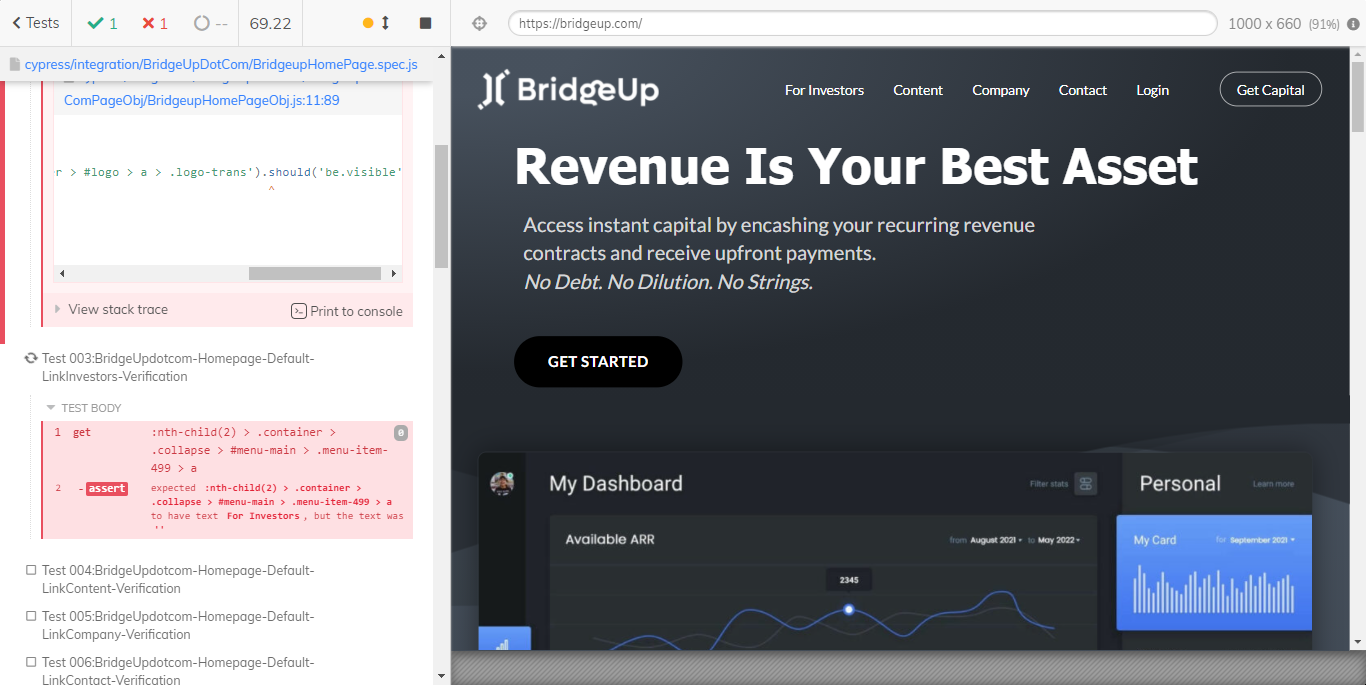 Tests
1
1
--
69.22
https://bridgeup.com/
1000 x 660 (91%)
cypress/integration/BridgeUpDotCom/BridgeupHomePage.spec.js
ComPageObj/BridgeupHomePageObj.js:11:89
r > #logo > a > .logo-trans').should('be.visible'
^
View stack trace
Print to console
Test 003:BridgeUpdotcom-Homepage-Default-
LinkInvestors-Verification
TEST BODY
1 get :nth-child(2) > .container > 0
.collapse > #menu-main > .menu-item-
499 > a
2 -assert expected :nth-child(2) > .container >
.collapse > #menu-main > .menu-item-499 > a
to have text For Investors, but the text was
''
Test 004:BridgeUpdotcom-Homepage-Default-
LinkContent-Verification
Test 005:BridgeUpdotcom-Homepage-Default-
LinkCompany-Verification
Test 006:BridgeUpdotcom-Homepage-Default-
LinkContact-Verification
BridgeUp
For Investors Content Company Contact Login Get Capital
Revenue Is Your Best Asset
Access instant capital by encashing your recurring revenue
contracts and receive upfront payments.
No Debt. No Dilution. No Strings.
GET STARTED
My Dashboard
Filter stats
Personal
Learn more
Available ARR
from August 2021 to May 2022
2345
My Card
for September 2021